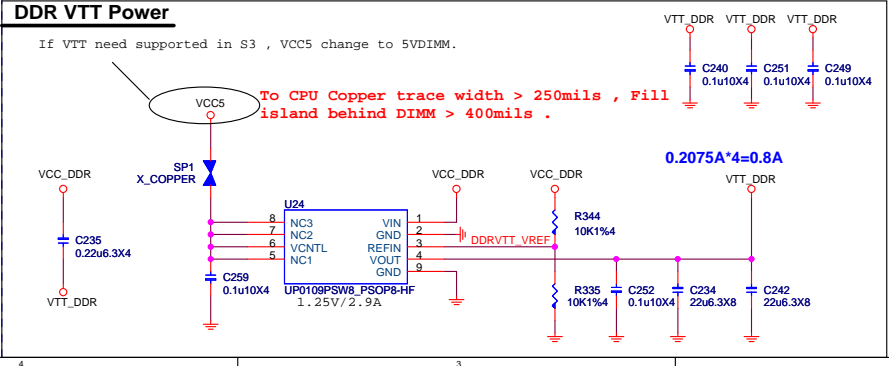 DDR VTT Power
If VTT need supported in S3 , VCC5 change to 5VDIMM.
VTT_DDR VTT_DDR VTT_DDR
C240
0.1u10X4
C251
0.1u10X4
C249
0.1u10X4
VCC5
To CPU Copper trace width > 250mils , Fill
island behind DIMM > 400mils .
0.2075A*4=0.8A
SP1
X_COPPER
VCC_DDR
VCC_DDR
VCC_DDR
VTT_DDR
U24
8 NC3 VIN 1
7 NC2 GND 2
6 VCNTL REFIN 3
5 NC1 VOUT 4
GND 9
DDRVTT_VREF
R344
10K1%4
C235
0.22u6.3X4
VTT_DDR
C259
0.1u10X4
UP0109PSW8_PSOP8-HF
1.25V/2.9A
R335
10K1%4
C252
0.1u10X4
C234
22u6.3X8
C242
22u6.3X8
4
3